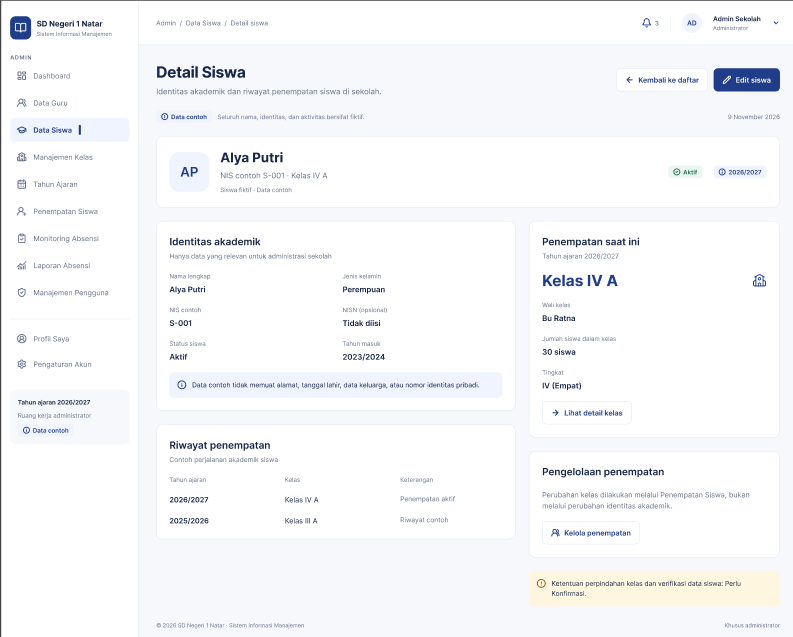 SD Negeri 1 Natar
Sistem Informasi Manajemen
ADMIN
Dashboard
Data Guru
Data Siswa
Manajemen Kelas
Tahun Ajaran
Penempatan Siswa
Monitoring Absensi
Laporan Absensi
Manajemen Pengguna
Profil Saya
Pengaturan Akun
Tahun ajaran 2026/2027
Ruang kerja administrator
Data contoh
Admin / Data Siswa / Detail siswa
3
AD
Admin Sekolah
Administrator
Detail Siswa
Identitas akademik dan riwayat penempatan siswa di sekolah.
Kembali ke daftar
Edit siswa
Data contoh
Seluruh nama, identitas, dan aktivitas bersifat fiktif.
9 November 2026
AP
Alya Putri
NIS contoh S-001 · Kelas IV A
Siswa fiktif · Data contoh
Aktif
2026/2027
Identitas akademik
Hanya data yang relevan untuk administrasi sekolah
Nama lengkap
Alya Putri
Jenis kelamin
Perempuan
NIS contoh
S-001
NISN (opsional)
Tidak diisi
Status siswa
Aktif
Tahun masuk
2023/2024
Data contoh tidak memuat alamat, tanggal lahir, data keluarga, atau nomor identitas pribadi.
Riwayat penempatan
Contoh perjalanan akademik siswa
Tahun ajaran Kelas Keterangan
2026/2027 Kelas IV A Penempatan aktif
2025/2026 Kelas III A Riwayat contoh
Penempatan saat ini
Tahun ajaran 2026/2027
Kelas IV A
Wali kelas
Bu Ratna
Jumlah siswa dalam kelas
30 siswa
Tingkat
IV (Empat)
Lihat detail kelas
Pengelolaan penempatan
Perubahan kelas dilakukan melalui Penempatan Siswa, bukan
melalui perubahan identitas akademik.
Kelola penempatan
Ketentuan perpindahan kelas dan verifikasi data siswa: Perlu
Konfirmasi.
© 2026 SD Negeri 1 Natar · Sistem Informasi Manajemen
Khusus administrator